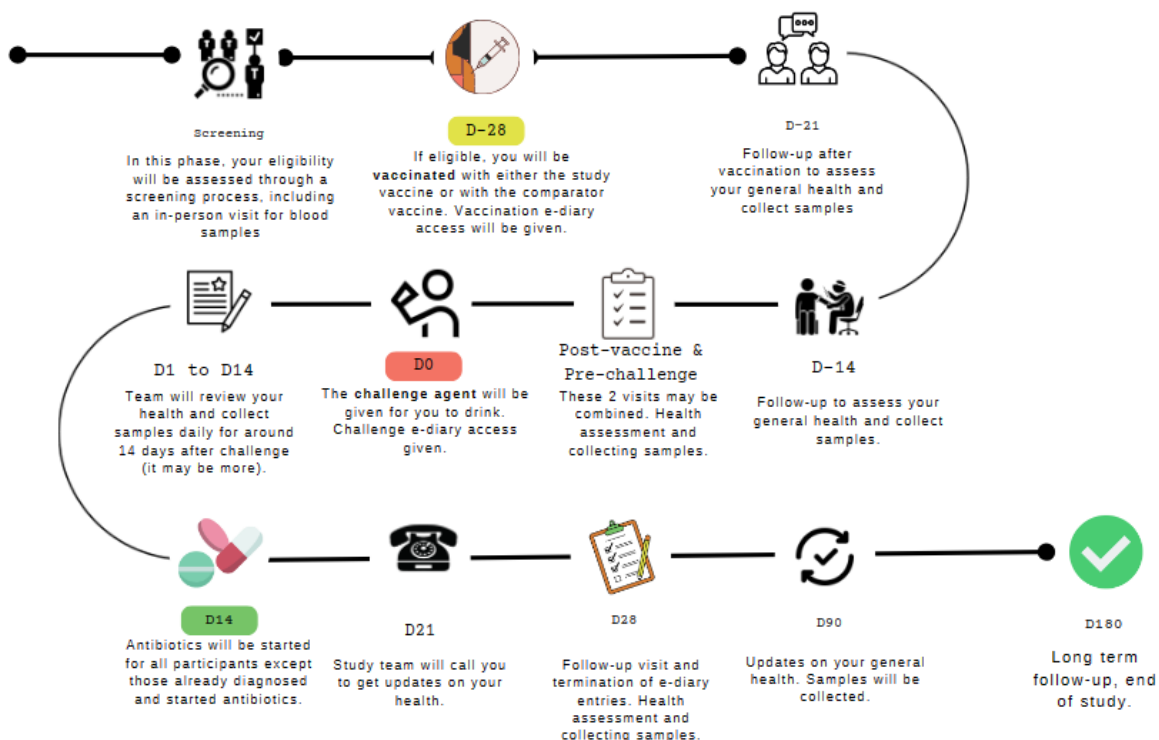 Screening
In this phase, your eligibility
will be assessed through a
screening process, including
an in-person visit for blood
samples
D-28
If eligible, you will be
vaccinated with either the study
vaccine or with the comparator
vaccine. Vaccination e-diary
access will be given.
D-21
Follow-up after
vaccination to assess
your general health and
collect samples
D-14
Follow-up to assess your
general health and collect
samples.
Post-vaccine &
Pre-challenge
These 2 visits may be
combined. Health
assessment and
collecting samples.
D0
The challenge agent will be
given for you to drink.
Challenge e-diary access
given.
D1 to D14
Team will review your
health and collect
samples daily for around
14 days after challenge
(it may be more).
D14
Antibiotics will be started
for all participants except
those already diagnosed
and started antibiotics.
D21
Study team will call you
to get updates on your
health.
D28
Follow-up visit and
termination of e-diary
entries. Health
assessment and
collecting samples.
D90
Updates on your general
health. Samples will be
collected.
D180
Long term
follow-up, end
of study.